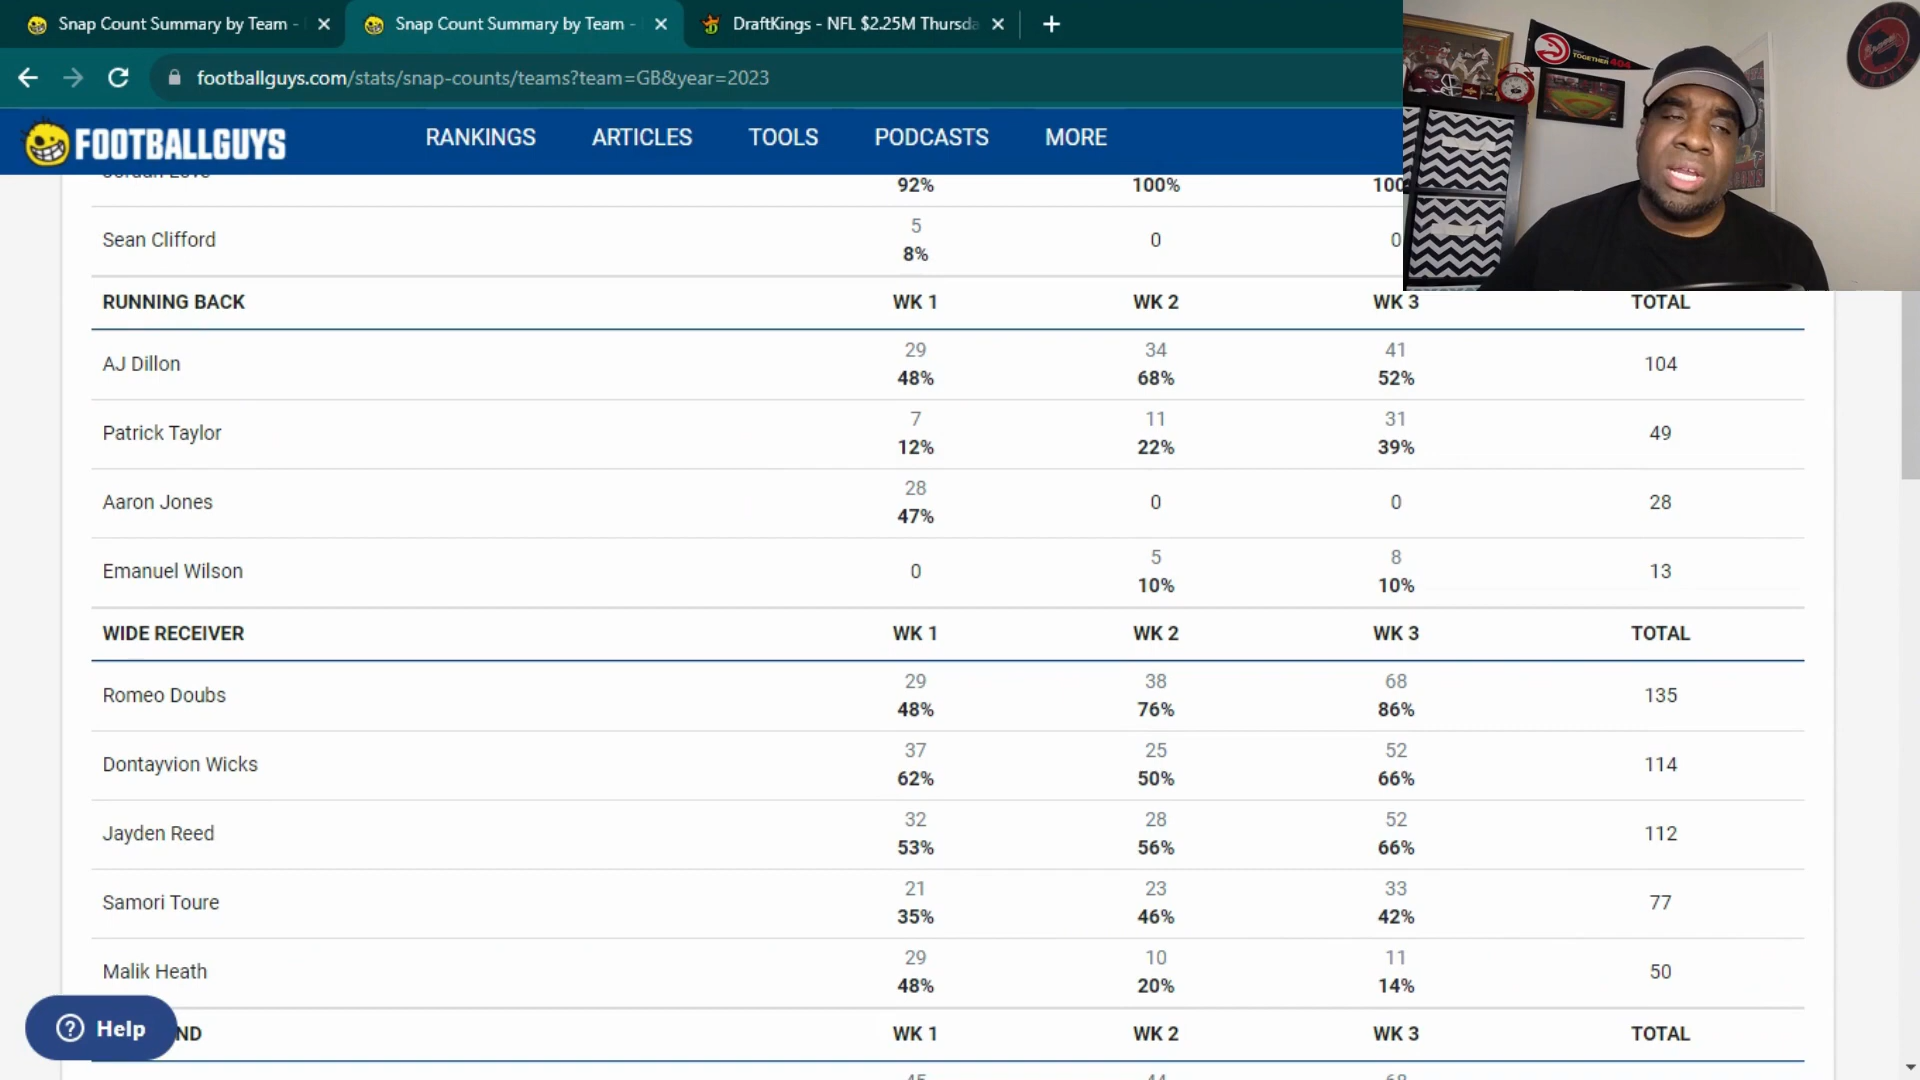 Snap Count Summary by Team -
Snap Count Summary by Team -
DraftKings - NFL $2.25M Thursda
footballguys.com/stats/snap-counts/teams?team=GB&year=2023
FOOTBALLGUYS
RANKINGS
ARTICLES
TOOLS
PODCASTS
MORE
TOGETHER 404
Jordan Love
92%
100%
100
Sean Clifford
5
8%
0
0
RUNNING BACK WK 1 WK 2 WK 3 TOTAL
AJ Dillon
29
48%
34
68%
41
52%
104
Patrick Taylor
7
12%
11
22%
31
39%
49
Aaron Jones
28
47%
0
0
28
Emanuel Wilson
0
5
10%
8
10%
13
WIDE RECEIVER WK 1 WK 2 WK 3 TOTAL
Romeo Doubs
29
48%
38
76%
68
86%
135
Dontayvion Wicks
37
62%
25
50%
52
66%
114
Jayden Reed
32
53%
28
56%
52
66%
112
Samori Toure
21
35%
23
46%
33
42%
77
Malik Heath
29
48%
10
20%
11
14%
50
Help
ND WK 1 WK 2 WK 3 TOTAL